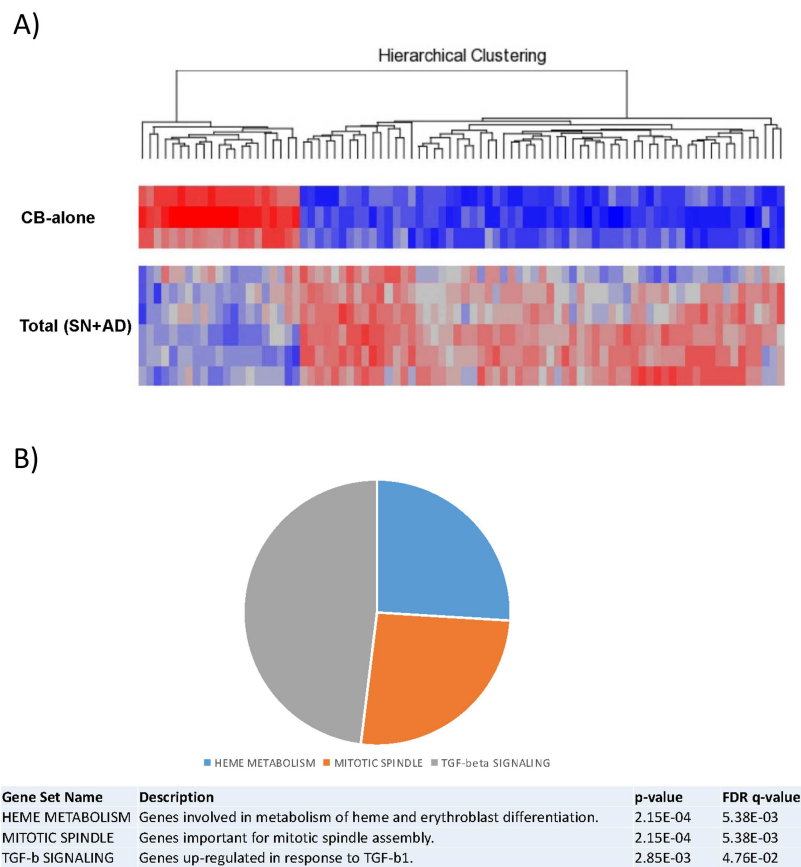 A)
Hierarchical Clustering
CB-alone
Total (SN+AD)
B)
HEME METABOLISM MITOTIC SPINDLE TGF-beta SIGNALING
Gene Set Name Description p-value FDR q-value
HEME METABOLISM Genes involved in metabolism of heme and erythroblast differentiation. 2.15E-04 5.38E-03
MITOTIC SPINDLE Genes important for mitotic spindle assembly. 2.15E-04 5.38E-03
TGF-b SIGNALING Genes up-regulated in response to TGF-b1. 2.85E-03 4.76E-02